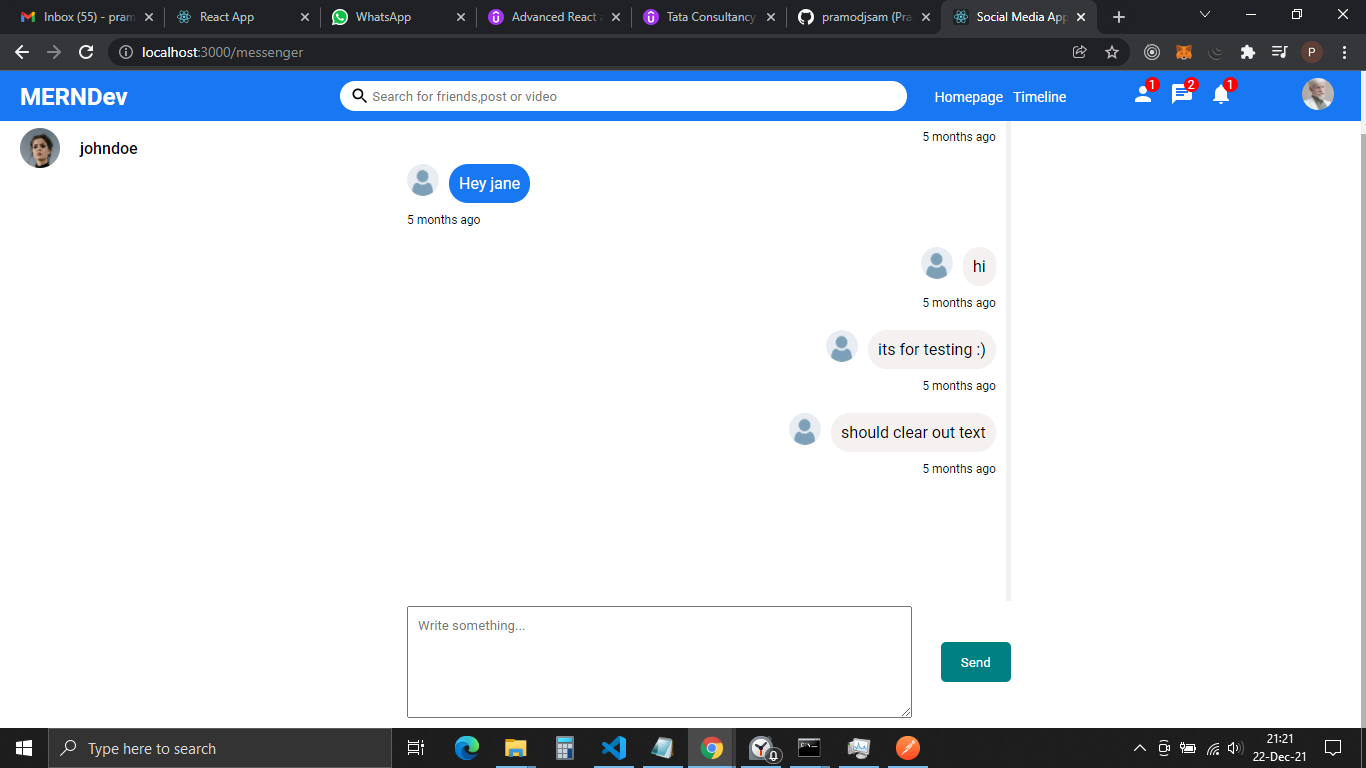 Inbox (55) - pram
React App
WhatsApp
Advanced React a
Tata Consultancy
pramodjsam (Pra
Social Media App
localhost:3000/messenger
P
MERNDev
Search for friends,post or video
Homepage
Timeline
1
2
1
johndoe
5 months ago
Hey jane
5 months ago
hi
5 months ago
its for testing :)
5 months ago
should clear out text
5 months ago
Write something...
Send
Type here to search
0
21:21
22-Dec-21